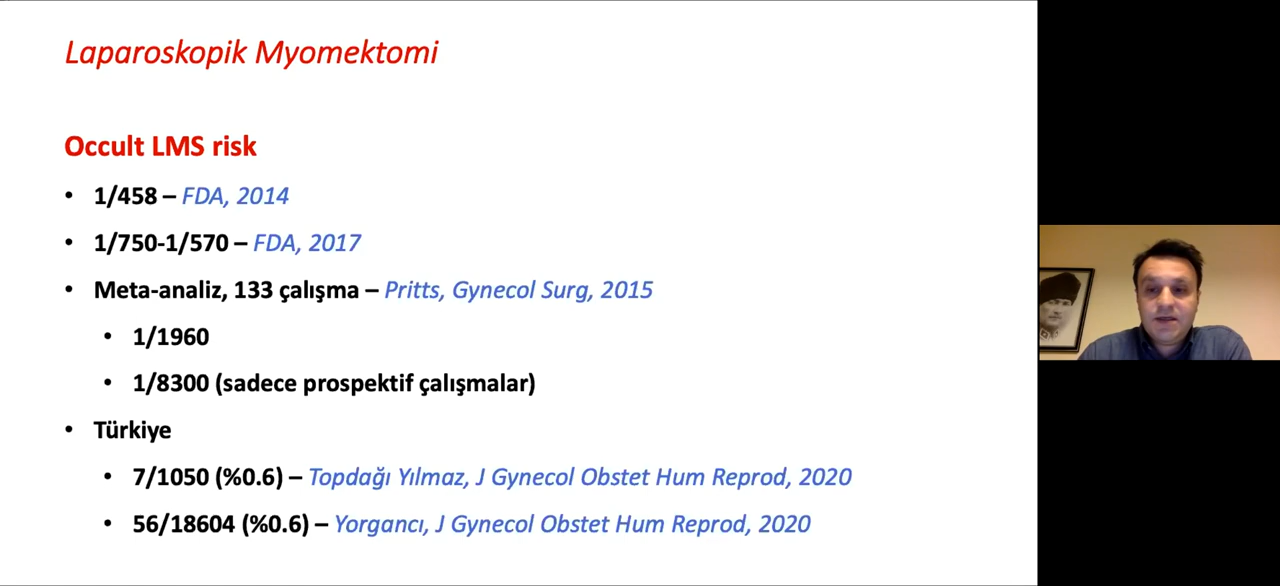 Laparoskopik Myomektomi
Occult LMS risk
• 1/458 – FDA, 2014
• 1/750-1/570 – FDA, 2017
• Meta-analiz, 133 çalışma – Pritts, Gynecol Surg, 2015
• 1/1960
• 1/8300 (sadece prospektif çalışmalar)
• Türkiye
• 7/1050 (%0.6) – Topdağı Yılmaz, J Gynecol Obstet Hum Reprod, 2020
• 56/18604 (%0.6) – Yorgancı, J Gynecol Obstet Hum Reprod, 2020